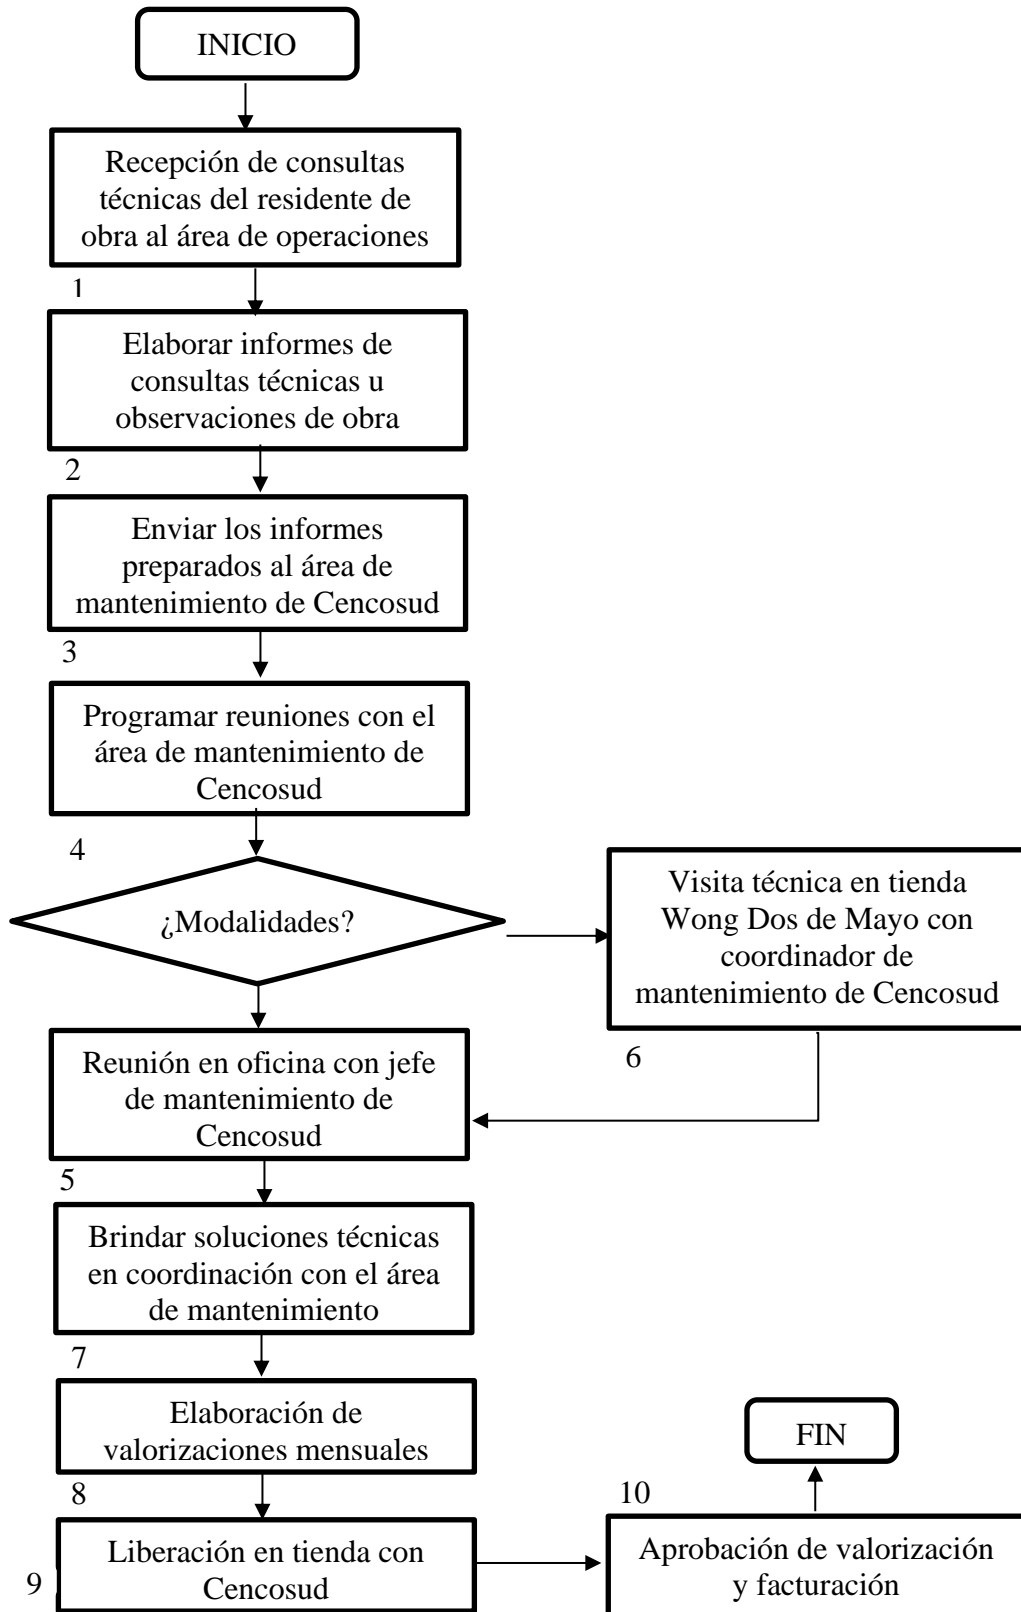 INICIO
Recepción de consultas
técnicas del residente de
obra al área de operaciones
1
Elaborar informes de
consultas técnicas u
observaciones de obra
2
Enviar los informes
preparados al área de
mantenimiento de Cencosud
3
Programar reuniones con el
área de mantenimiento de
Cencosud
4
¿Modalidades?
Visita técnica en tienda
Wong Dos de Mayo con
coordinador de
mantenimiento de Cencosud
6
Reunión en oficina con jefe
de mantenimiento de
Cencosud
5
Brindar soluciones técnicas
en coordinación con el área
de mantenimiento
7
Elaboración de
valorizaciones mensuales
8
Liberación en tienda con
Cencosud
9
10
Aprobación de valorización
y facturación
FIN